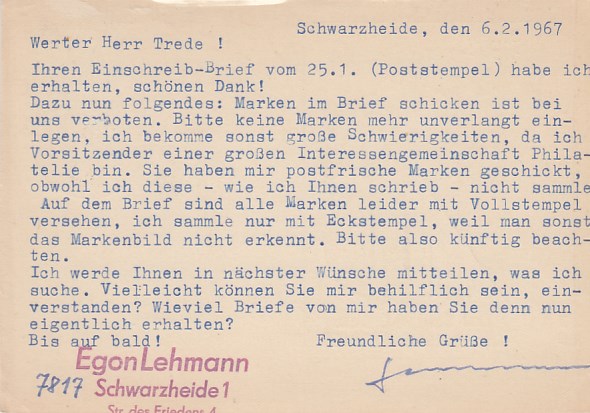 Schwarzheide, den 6.2.1967
Werter Herr Trede !
Ihren Einschreib-Brief vom 25.1. (Poststempel) habe ich
erhalten, schönen Dank!
Dazu nun folgendes: Marken im Brief schicken ist bei
uns verboten. Bitte keine Marken mehr unverlangt ein-
legen, ich bekomme sonst große Schwierigkeiten, da ich
Vorsitzender einer großen Interessengemeinschaft Phila-
telie bin. Sie haben mir postfrische Marken geschickt,
obwohl ich diese - wie ich Ihnen schrieb - nicht sammle
Auf dem Brief sind alle Marken leider mit Vollstempel
versehen, ich sammle nur mit Eckstempel, weil man sonst
das Markenbild nicht erkennt. Bitte also künftig beach-
ten.
Ich werde Ihnen in nächster Wünsche mitteilen, was ich
suche. Vielleicht können Sie mir behilflich sein, ein-
verstanden? Wieviel Briefe von mir haben Sie denn nun
eigentlich erhalten?
Bis auf bald! Freundliche Grüße !
Egon Lehmann
7817 Schwarzheide 1
Str. des Friedens 4